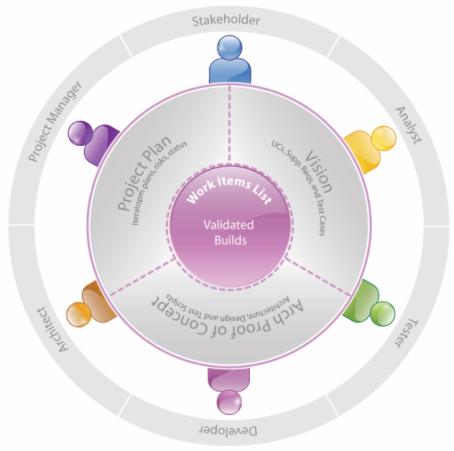 Stakeholder
Analyst
Tester
Developer
Architect
Project Manager
Project Plan
Iteratopm plans, risks, status
Vision
UCs, Supp. Reqs, and Test Cases
Arch Proof of Concept
Architecture, Design and Test Scripts
Work Items List
Validated
Builds